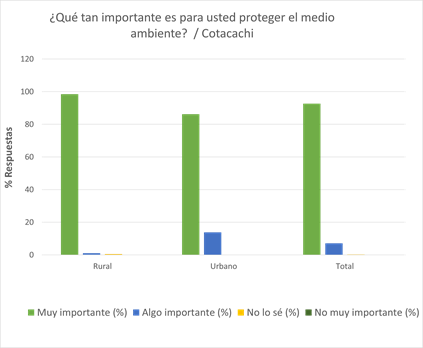 ¿Qué tan importante es para usted proteger el medio
ambiente? / Cotacachi
120
100
80
60
40
20
0
% Respuestas
Rural
Urbano
Total
Muy importante (%)
Algo importante (%)
No lo sé (%)
No muy importante (%)